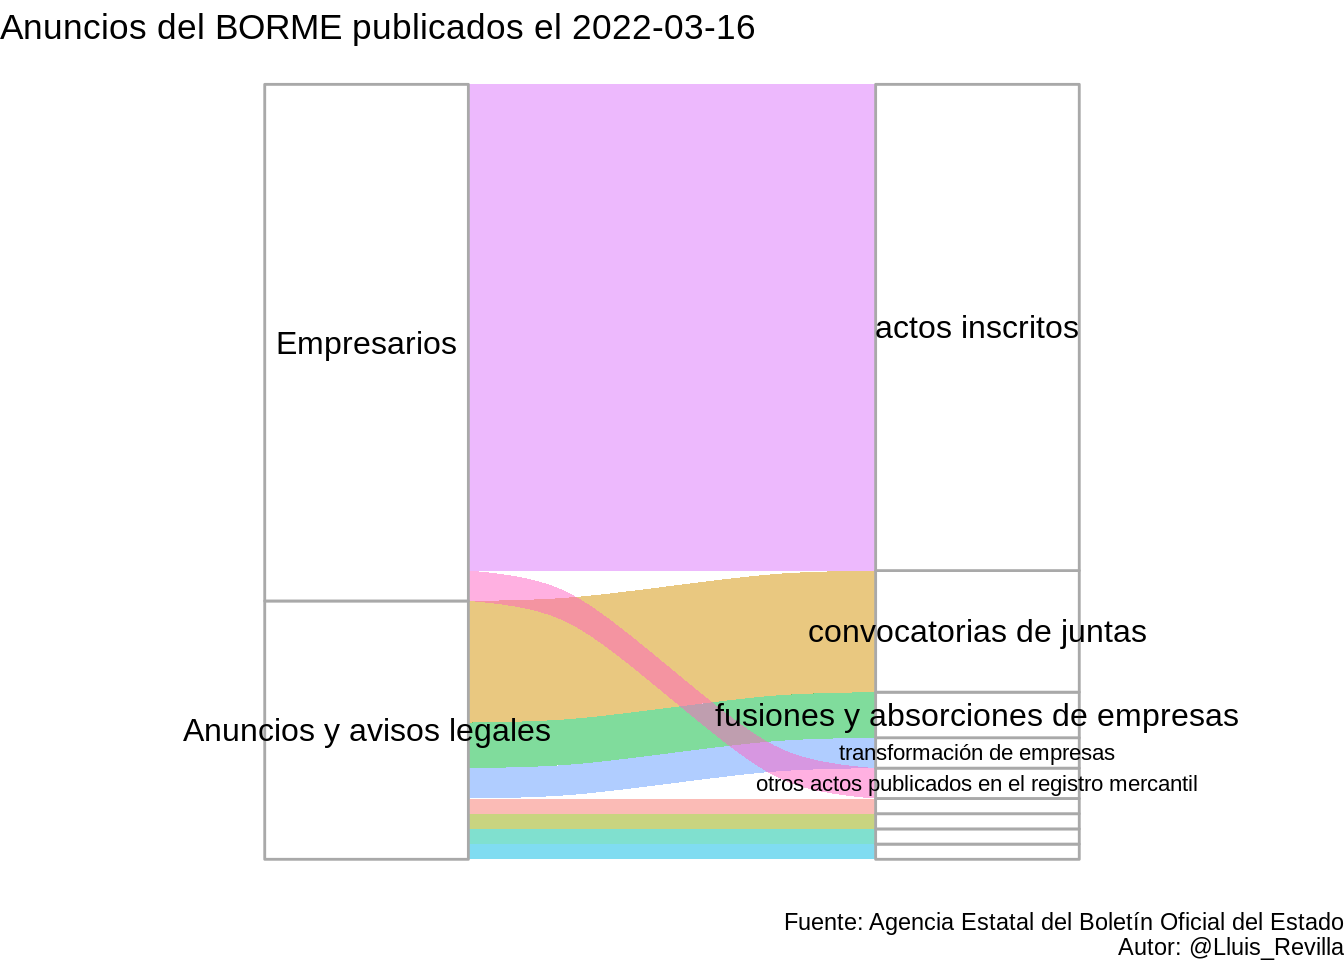 Anuncios del BORME publicados el 2022-03-16
Empresarios
actos inscritos
convocatorias de juntas
fusiones y absorciones de empresas
Anuncios y avisos legales
transformación de empresas
otros actos publicados en el registro mercantil
Fuente: Agencia Estatal del Boletín Oficial del Estado
Autor: @Lluis_Revilla